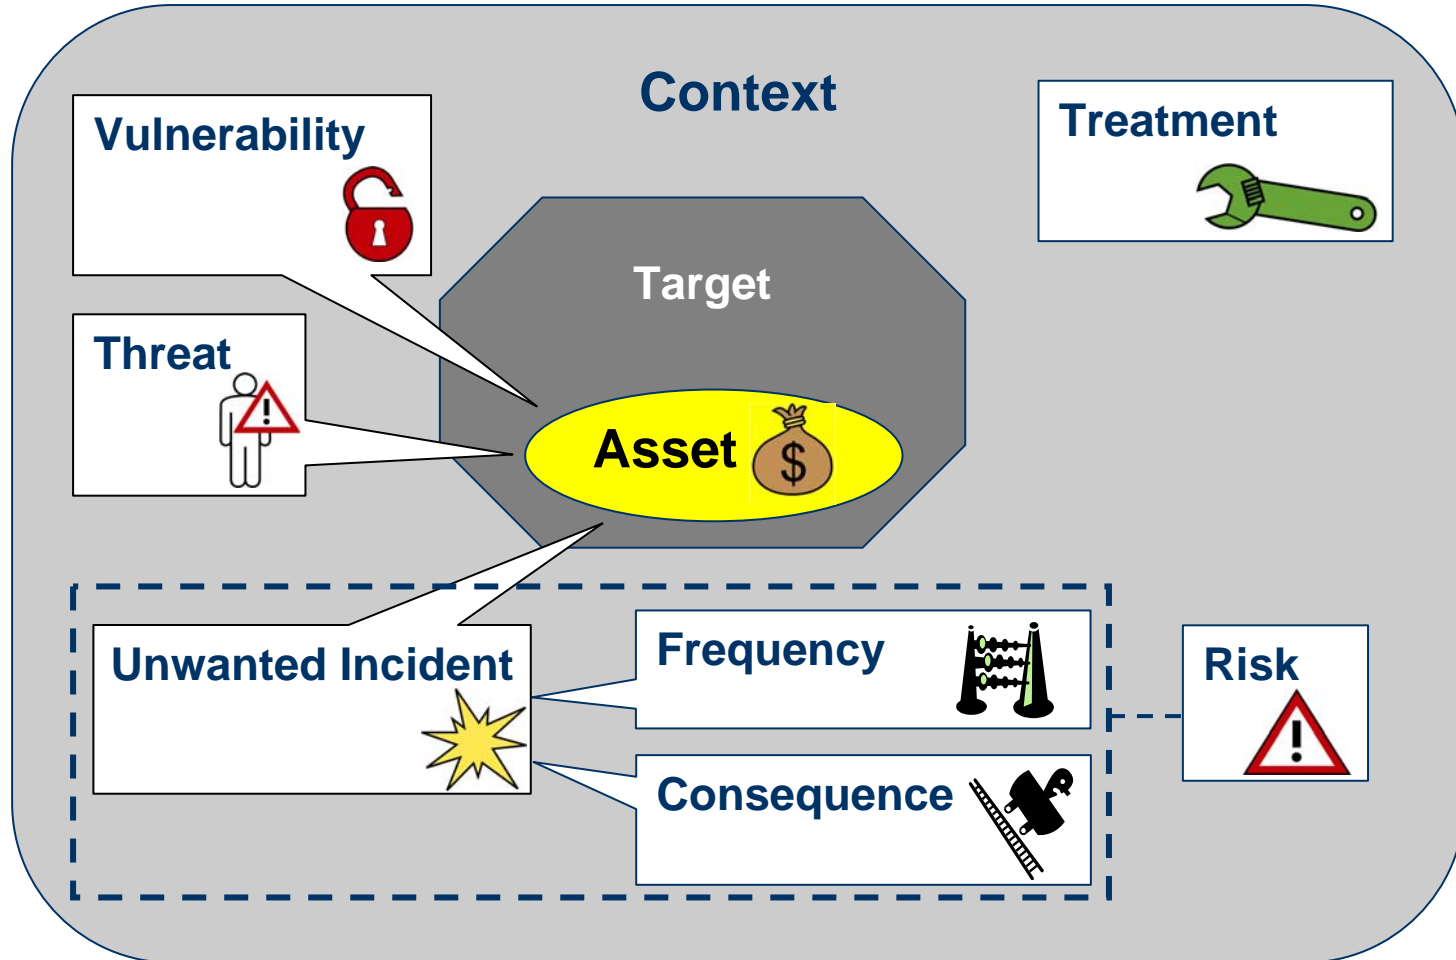 Context
Vulnerability
Treatment
Target
Threat
Asset
$
Unwanted Incident
Frequency
Risk
Consequence